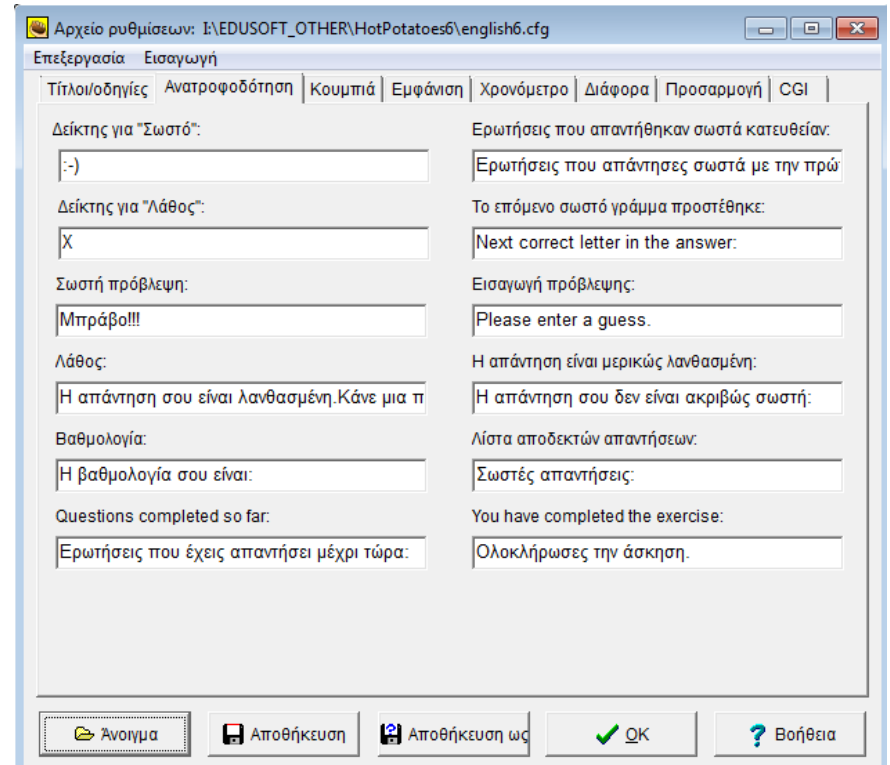 Αρχείο ρυθμίσεων: I:\EDUSOFT_OTHER\HotPotatoes6\english6.cfg
Επεξεργασία Εισαγωγή
Τίτλοι/οδηγίες Ανατροφοδότηση Κουμπιά Εμφάνιση Χρονόμετρο Διάφορα Προσαρμογή CGI
Δείκτης για "Σωστό":
:-)
Δείκτης για "Λάθος":
X
Σωστή πρόβλεψη:
Μπράβο!!!
Λάθος:
Η απάντηση σου είναι λανθασμένη.Κάνε μια π
Βαθμολογία:
Η βαθμολογία σου είναι:
Questions completed so far:
Ερωτήσεις που έχεις απαντήσει μέχρι τώρα:
Ερωτήσεις που απαντήθηκαν σωστά κατευθείαν:
Ερωτήσεις που απάντησες σωστά με την πρώ
Το επόμενο σωστό γράμμα προστέθηκε:
Next correct letter in the answer:
Εισαγωγή πρόβλεψης:
Please enter a guess.
Η απάντηση είναι μερικώς λανθασμένη:
Η απάντηση σου δεν είναι ακριβώς σωστή:
Λίστα αποδεκτών απαντήσεων:
Σωστές απαντήσεις:
You have completed the exercise:
Ολοκλήρωσες την άσκηση.
Άνοιγμα Αποθήκευση Αποθήκευση ως OK Βοήθεια